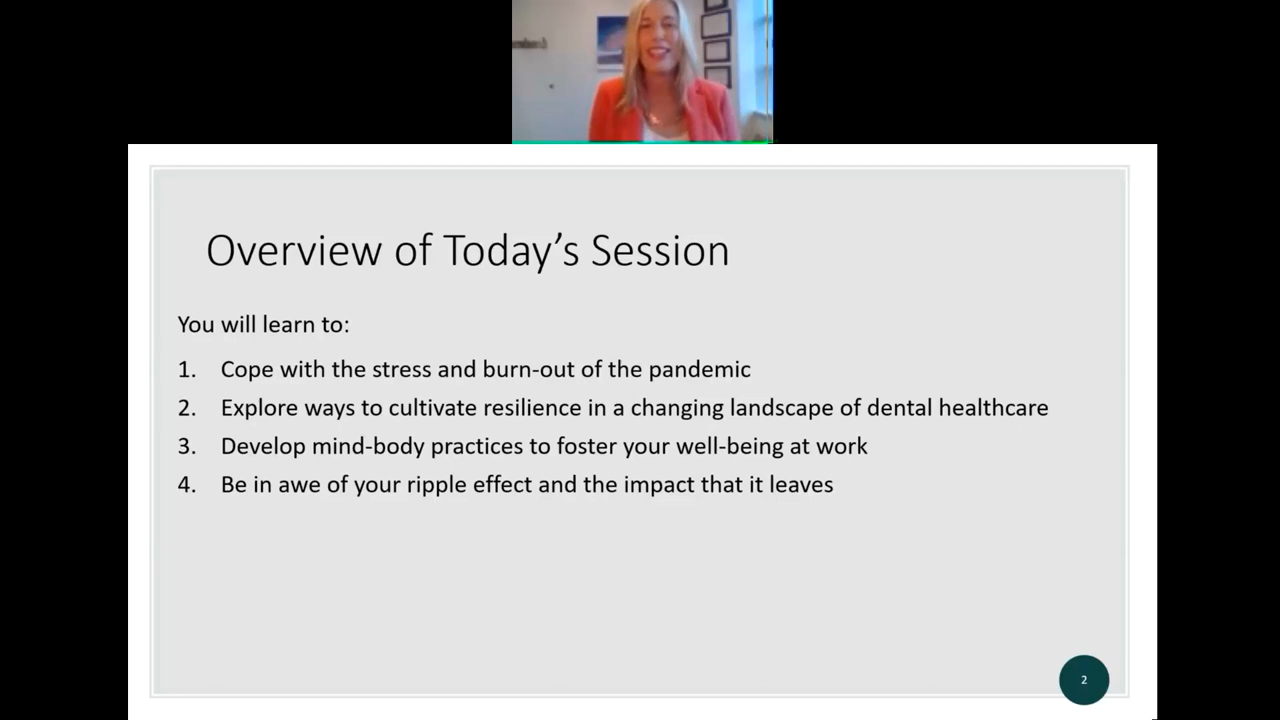 Overview of Today's Session
You will learn to:
1. Cope with the stress and burn-out of the pandemic
2. Explore ways to cultivate resilience in a changing landscape of dental healthcare
3. Develop mind-body practices to foster your well-being at work
4. Be in awe of your ripple effect and the impact that it leaves
2